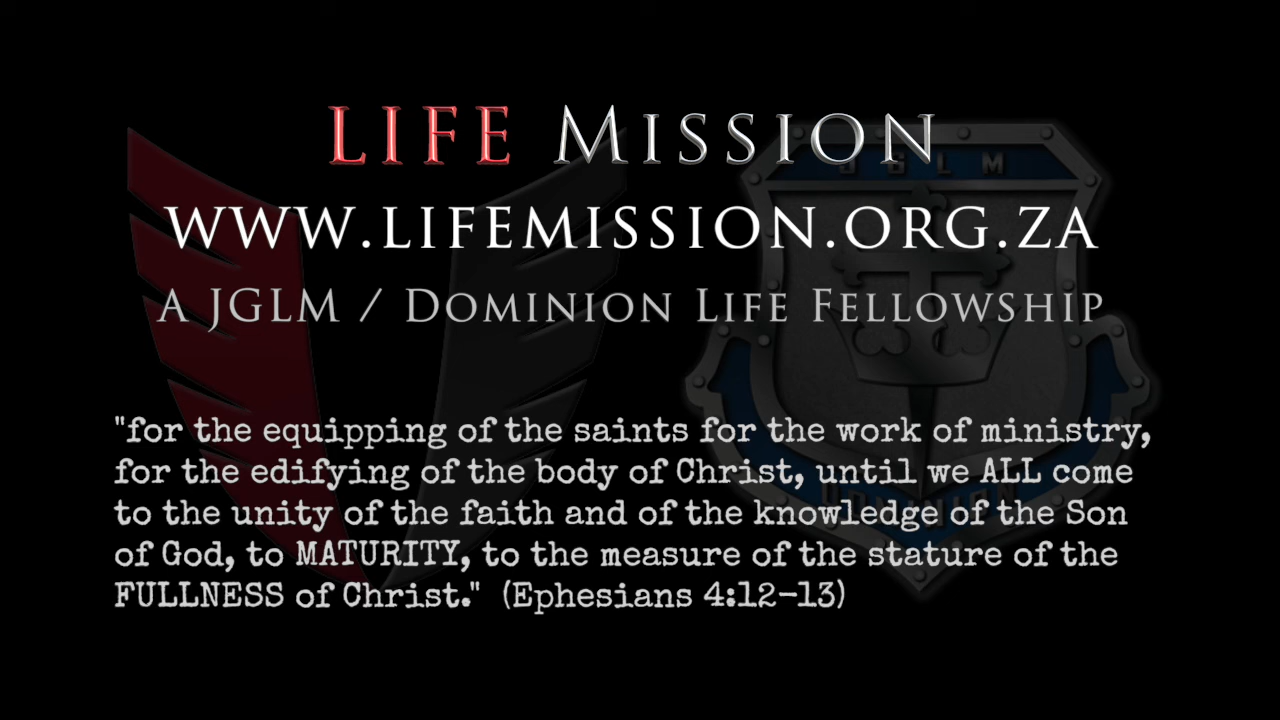 LIFE MISSION
WWW.LIFEMISSION.ORG.ZA
A JGLM / DOMINION LIFE FELLOWSHIP
JGLM
"for the equipping of the saints for the work of ministry,
for the edifying of the body of Christ, until we ALL come
to the unity of the faith and of the knowledge of the Son
of God, to MATURITY, to the measure of the stature of the
FULLNESS of Christ." (Ephesians 4:12-13)
DOMINION